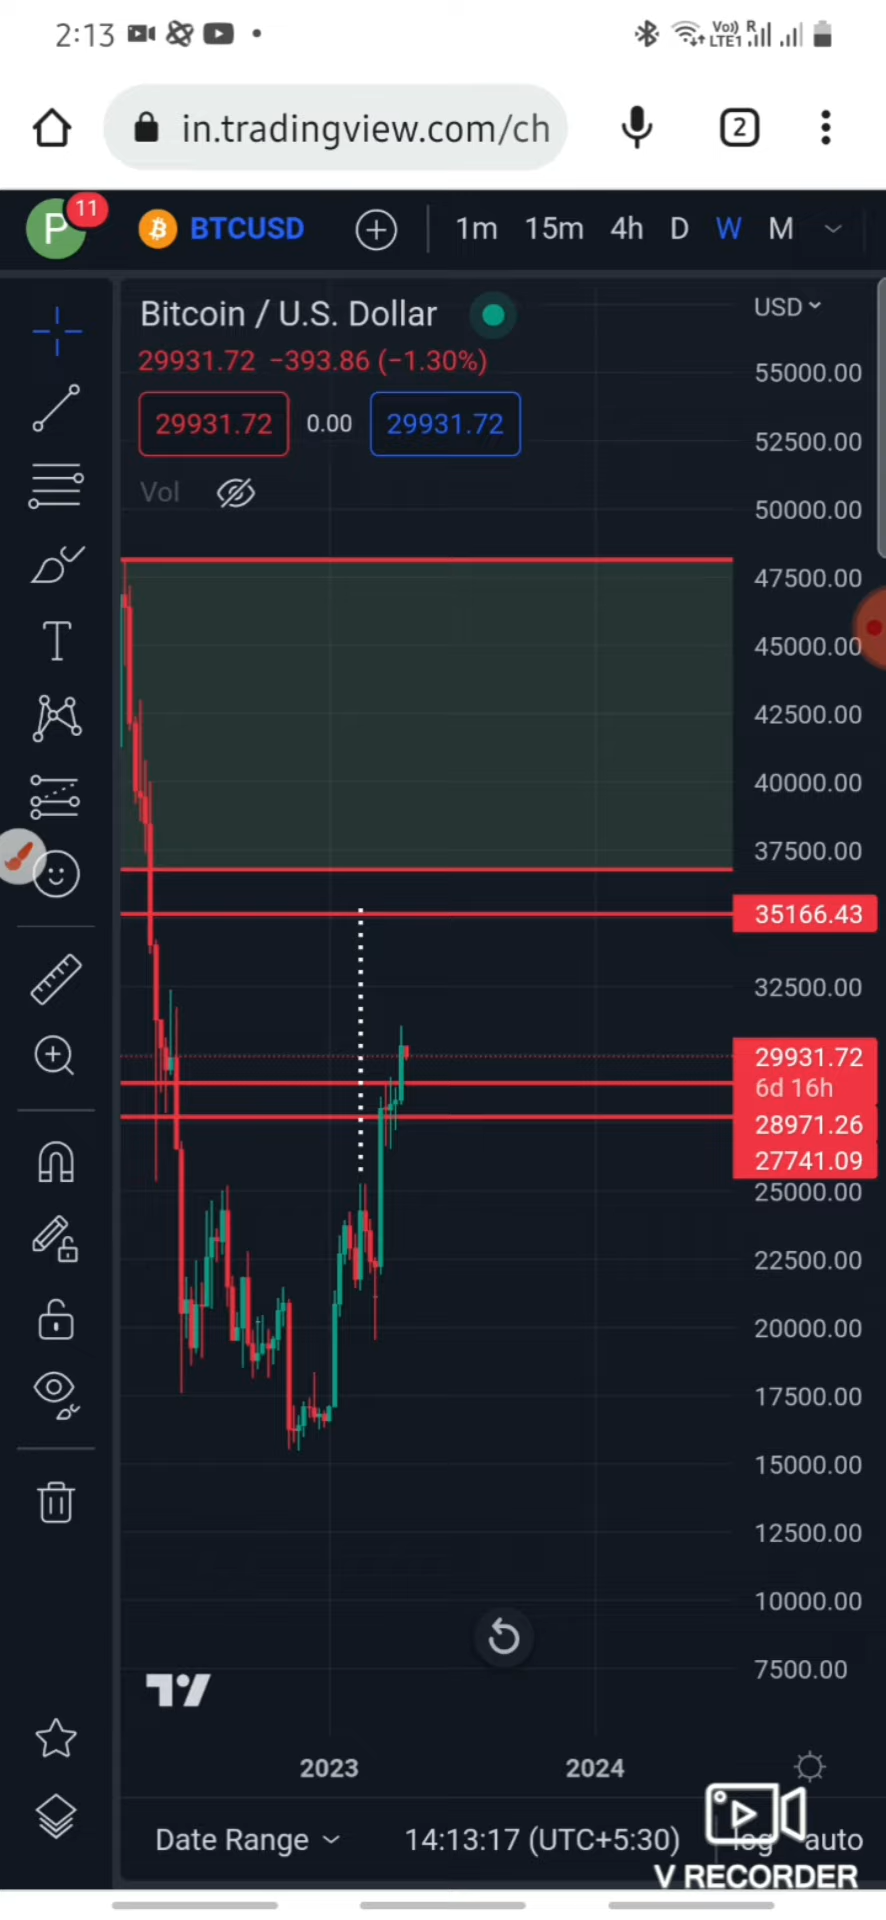 2:13
Vo)) R
LTE1
in.tradingview.com/ch
2
P
11
BTCUSD
1m 15m 4h D W M
Bitcoin / U.S. Dollar
USD
29931.72 −393.86 (−1.30%)
55000.00
29931.72 0.00 29931.72
52500.00
Vol
50000.00
47500.00
45000.00
42500.00
40000.00
37500.00
35166.43
32500.00
29931.72
6d 16h
28971.26
27741.09
25000.00
22500.00
20000.00
17500.00
15000.00
12500.00
10000.00
7500.00
2023 2024
Date Range 14:13:17 (UTC+5:30) log auto
V RECORDER